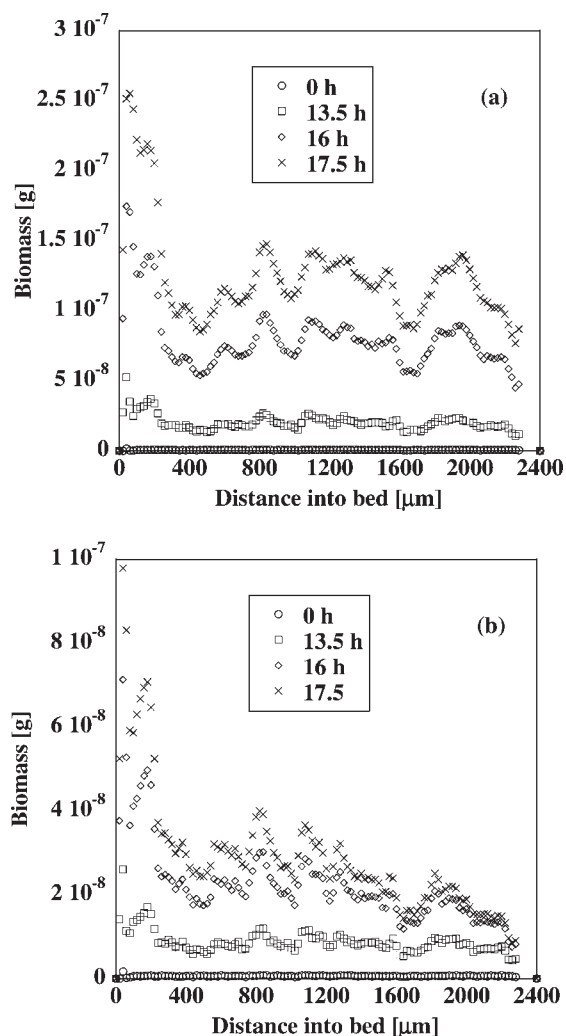 3 10-7
2.5 10-7
2 10-7
1.5 10-7
1 10-7
5 10-8
0
Biomass [g]
(a)
0 h
13.5 h
16 h
17.5 h
0 400 800 1200 1600 2000 2400
Distance into bed [μm]
1 10-7
8 10-8
6 10-8
4 10-8
2 10-8
0
Biomass [g]
(b)
0 h
13.5 h
16 h
17.5
0 400 800 1200 1600 2000 2400
Distance into bed [μm]